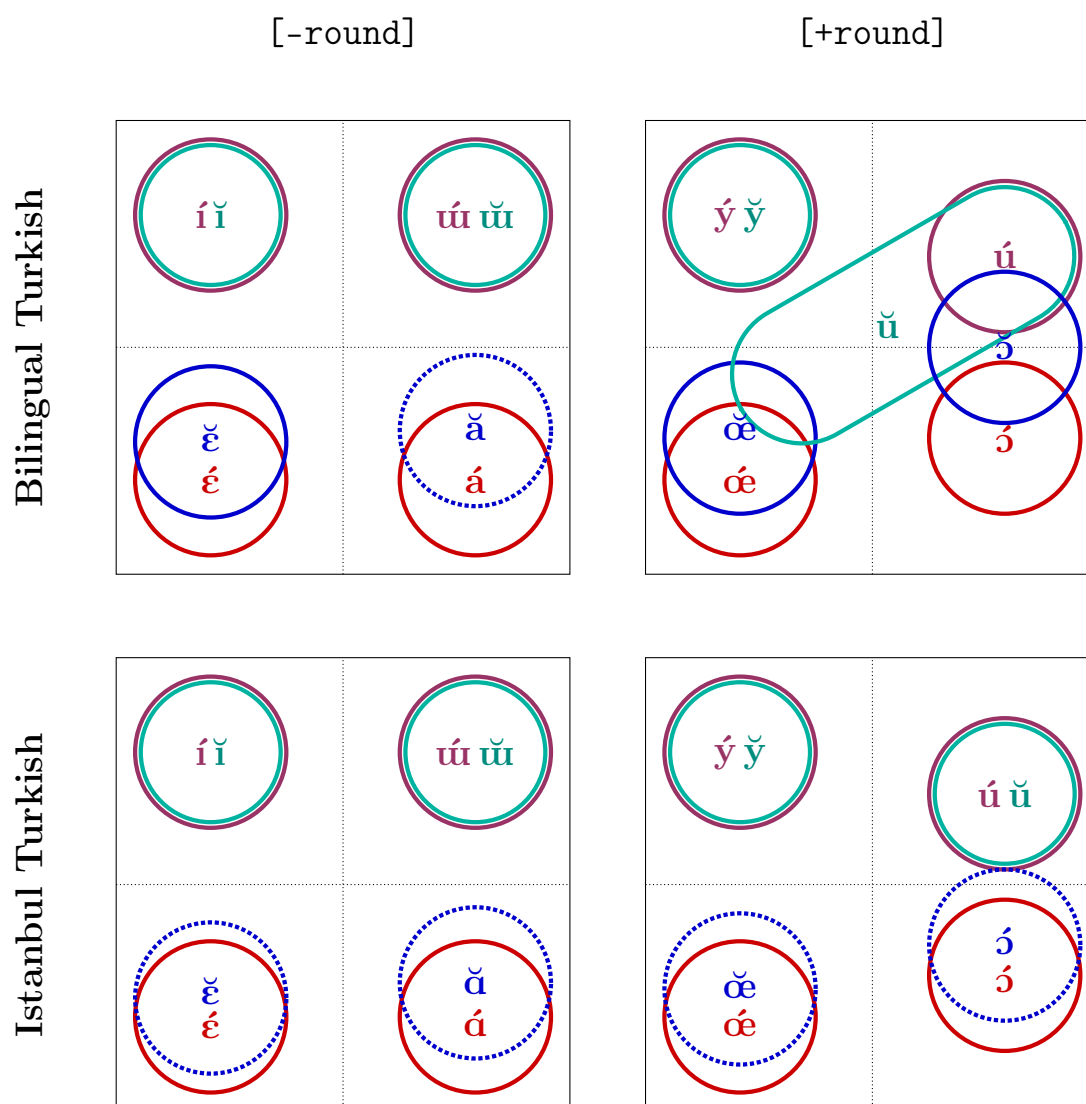 [-round] [+round]
Bilingual Turkish
í ĭ ɯ́ ɯ̆ ý y̆
ú
ŭ
ɔ̆
ɛ̆ ă œ̆
ɔ́
ɛ́ á œ́
Istanbul Turkish
í ĭ ɯ́ ɯ̆ ý y̆
ú ŭ
ɔ́
ɔ́
ɛ̆ ɑ̆ œ̆
ɛ́ ɑ́ œ́